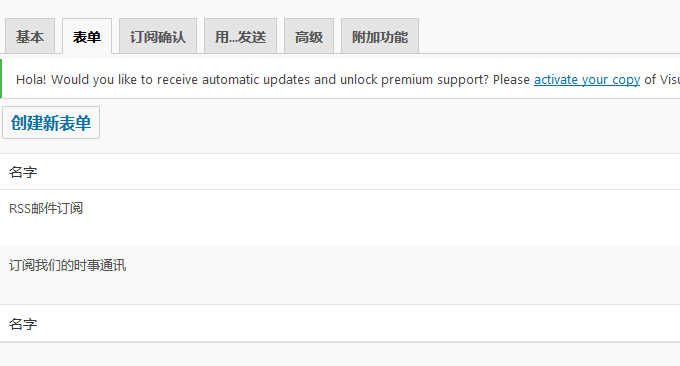 基本 表单 订阅确认 用...发送 高级 附加功能
Hola! Would you like to receive automatic updates and unlock premium support? Please activate your copy of Visu
创建新表单
名字
RSS邮件订阅
订阅我们的时事通讯
名字